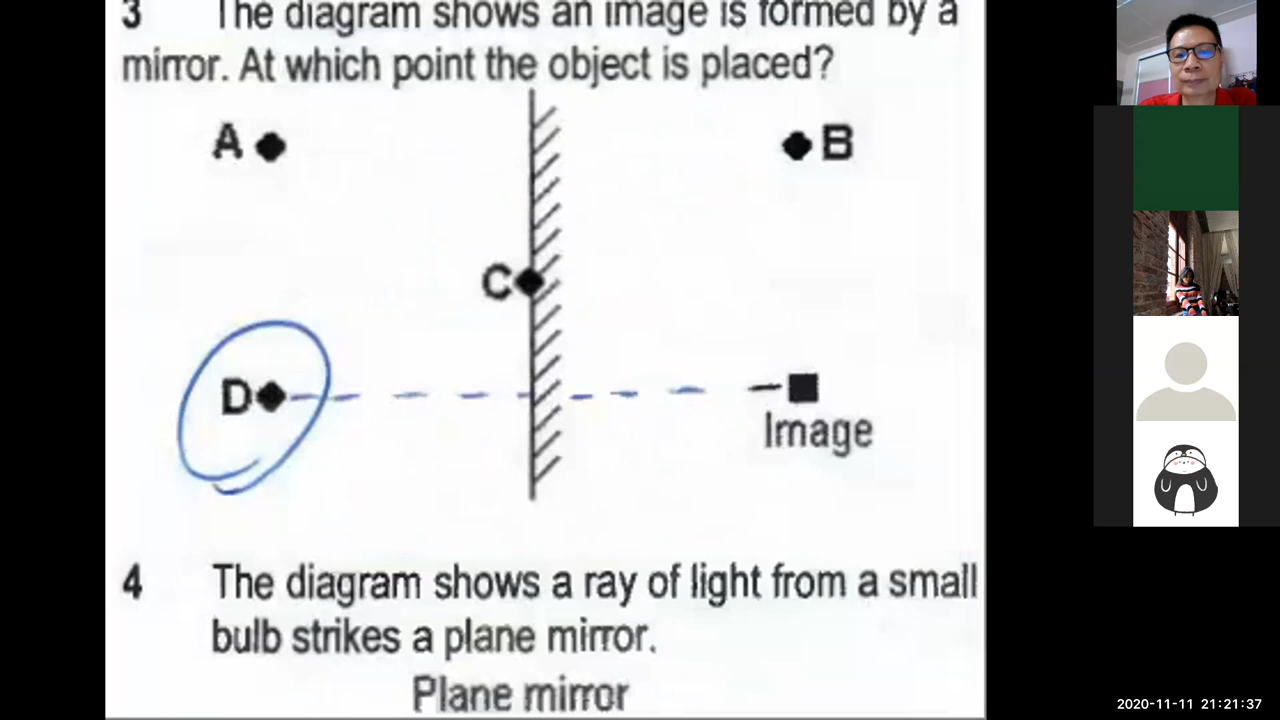 3 The diagram shows an image is formed by a
mirror. At which point the object is placed?
A
B
C
D
Image
4 The diagram shows a ray of light from a small
bulb strikes a plane mirror.
Plane mirror
2020-11-11 21:21:37